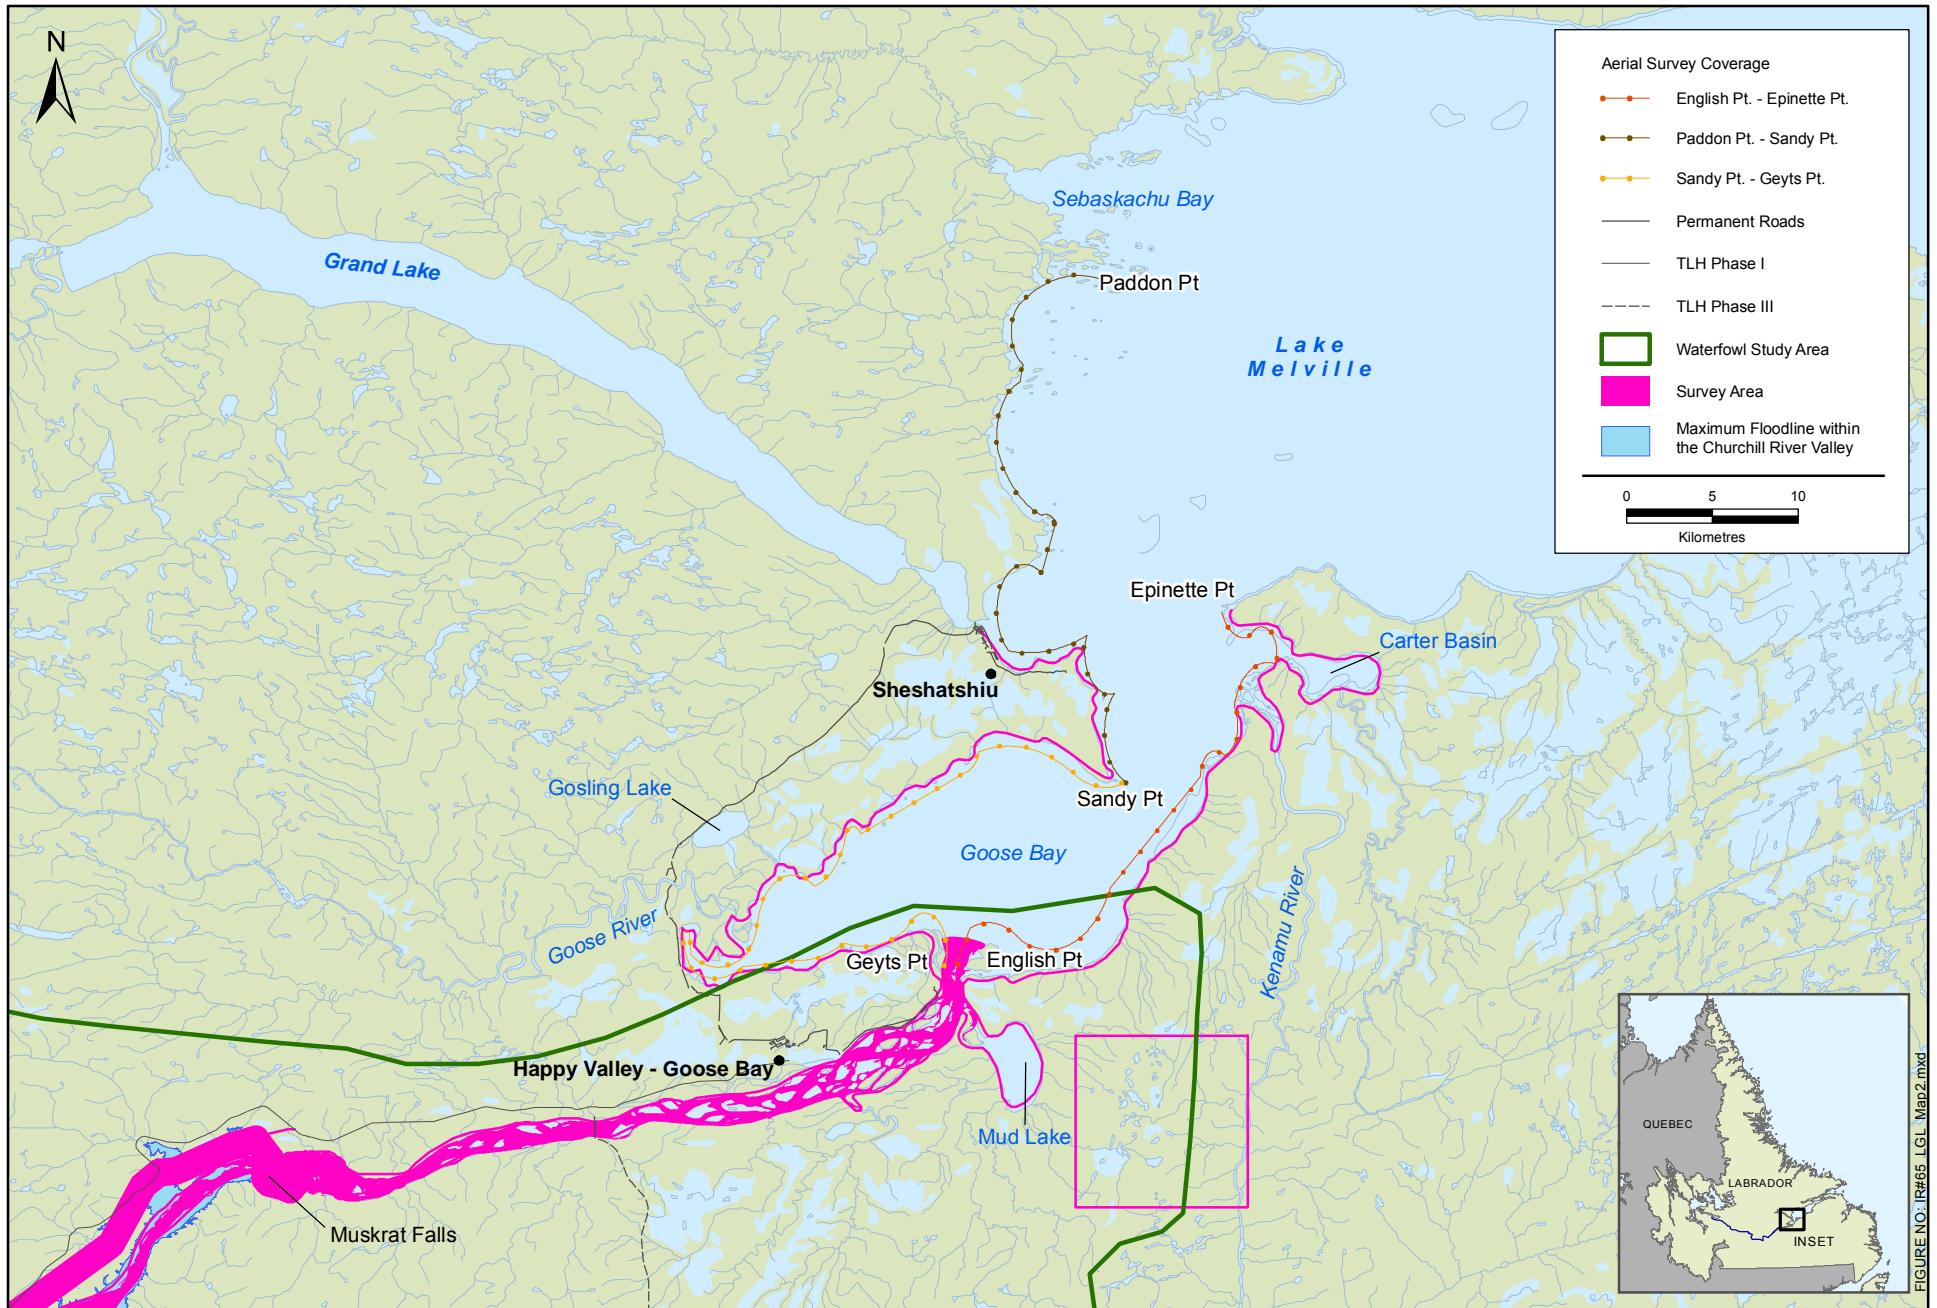 N
Aerial Survey Coverage
English Pt. - Epinette Pt.
Paddon Pt. - Sandy Pt.
Sandy Pt. - Geyts Pt.
Permanent Roads
TLH Phase I
TLH Phase III
Waterfowl Study Area
Survey Area
Maximum Floodline within
the Churchill River Valley
0 5 10
Kilometres
Sebaskachu Bay
Grand Lake
Paddon Pt
Lake
Melville
Epinette Pt
Carter Basin
Sheshatshiu
Gosling Lake
Sandy Pt
Goose Bay
Goose River
Kenamu River
Geyts Pt
English Pt
Happy Valley - Goose Bay
Mud Lake
Muskrat Falls
QUEBEC
LABRADOR
INSET
FIGURE NO: IR#65_LGL_Map2.mxd